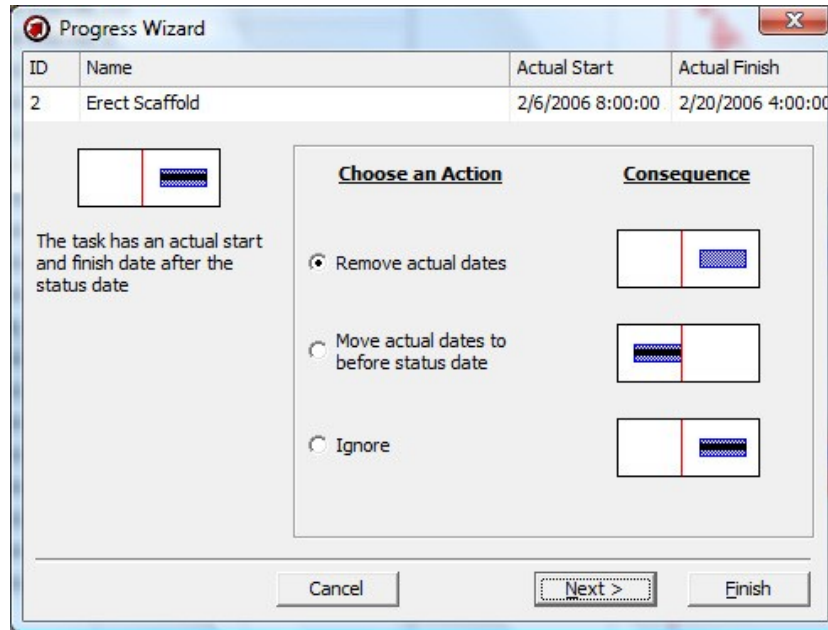 Progress Wizard
ID Name Actual Start Actual Finish
2 Erect Scaffold 2/6/2006 8:00:00 2/20/2006 4:00:00
Choose an Action Consequence
The task has an actual start
and finish date after the
status date
Remove actual dates
Move actual dates to
before status date
Ignore
Cancel Next > Finish